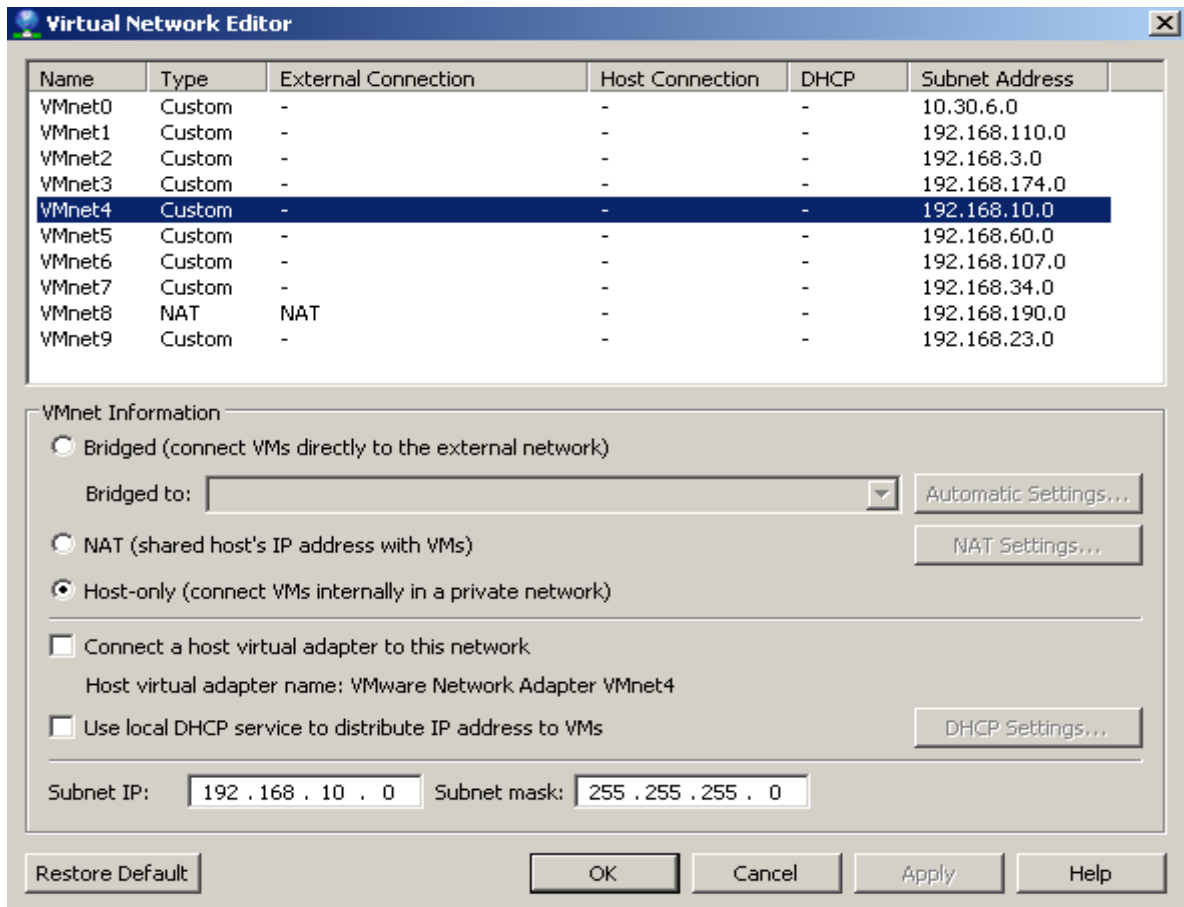 Virtual Network Editor
Name Type External Connection Host Connection DHCP Subnet Address
VMnet0 Custom - - - 10.30.6.0
VMnet1 Custom - - - 192.168.110.0
VMnet2 Custom - - - 192.168.3.0
VMnet3 Custom - - - 192.168.174.0
VMnet4 Custom - - - 192.168.10.0
VMnet5 Custom - - - 192.168.60.0
VMnet6 Custom - - - 192.168.107.0
VMnet7 Custom - - - 192.168.34.0
VMnet8 NAT NAT - - 192.168.190.0
VMnet9 Custom - - - 192.168.23.0
VMnet Information
Bridged (connect VMs directly to the external network)
Bridged to: Automatic Settings...
NAT (shared host's IP address with VMs) NAT Settings...
Host-only (connect VMs internally in a private network)
Connect a host virtual adapter to this network
Host virtual adapter name: VMware Network Adapter VMnet4
Use local DHCP service to distribute IP address to VMs DHCP Settings...
Subnet IP: 192 . 168 . 10 . 0 Subnet mask: 255 . 255 . 255 . 0
Restore Default OK Cancel Apply Help